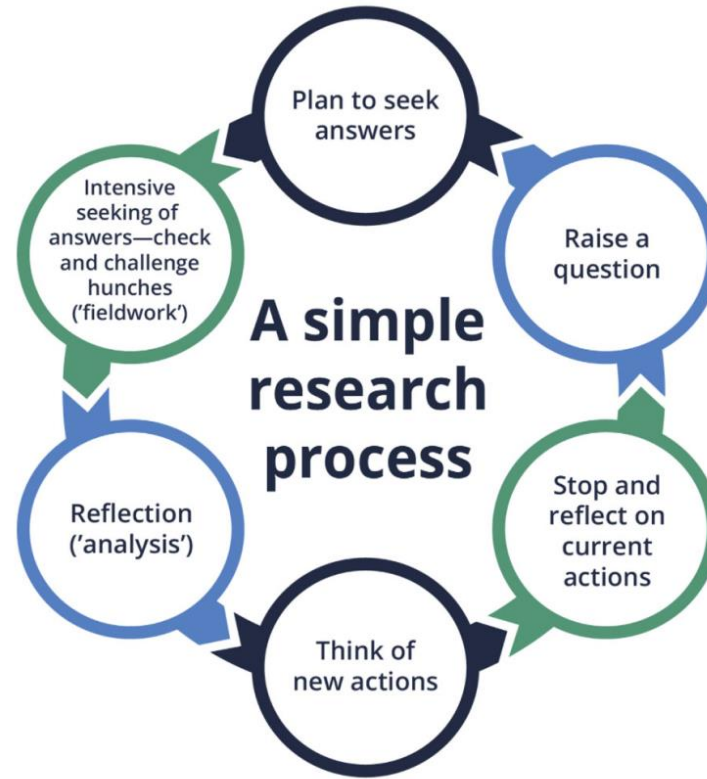 Plan to seek
answers
Intensive
seeking of
answers—check
and challenge
hunches
('fieldwork')
Raise a
question
A simple
research
process
Reflection
('analysis')
Stop and
reflect on
current
actions
Think of
new actions